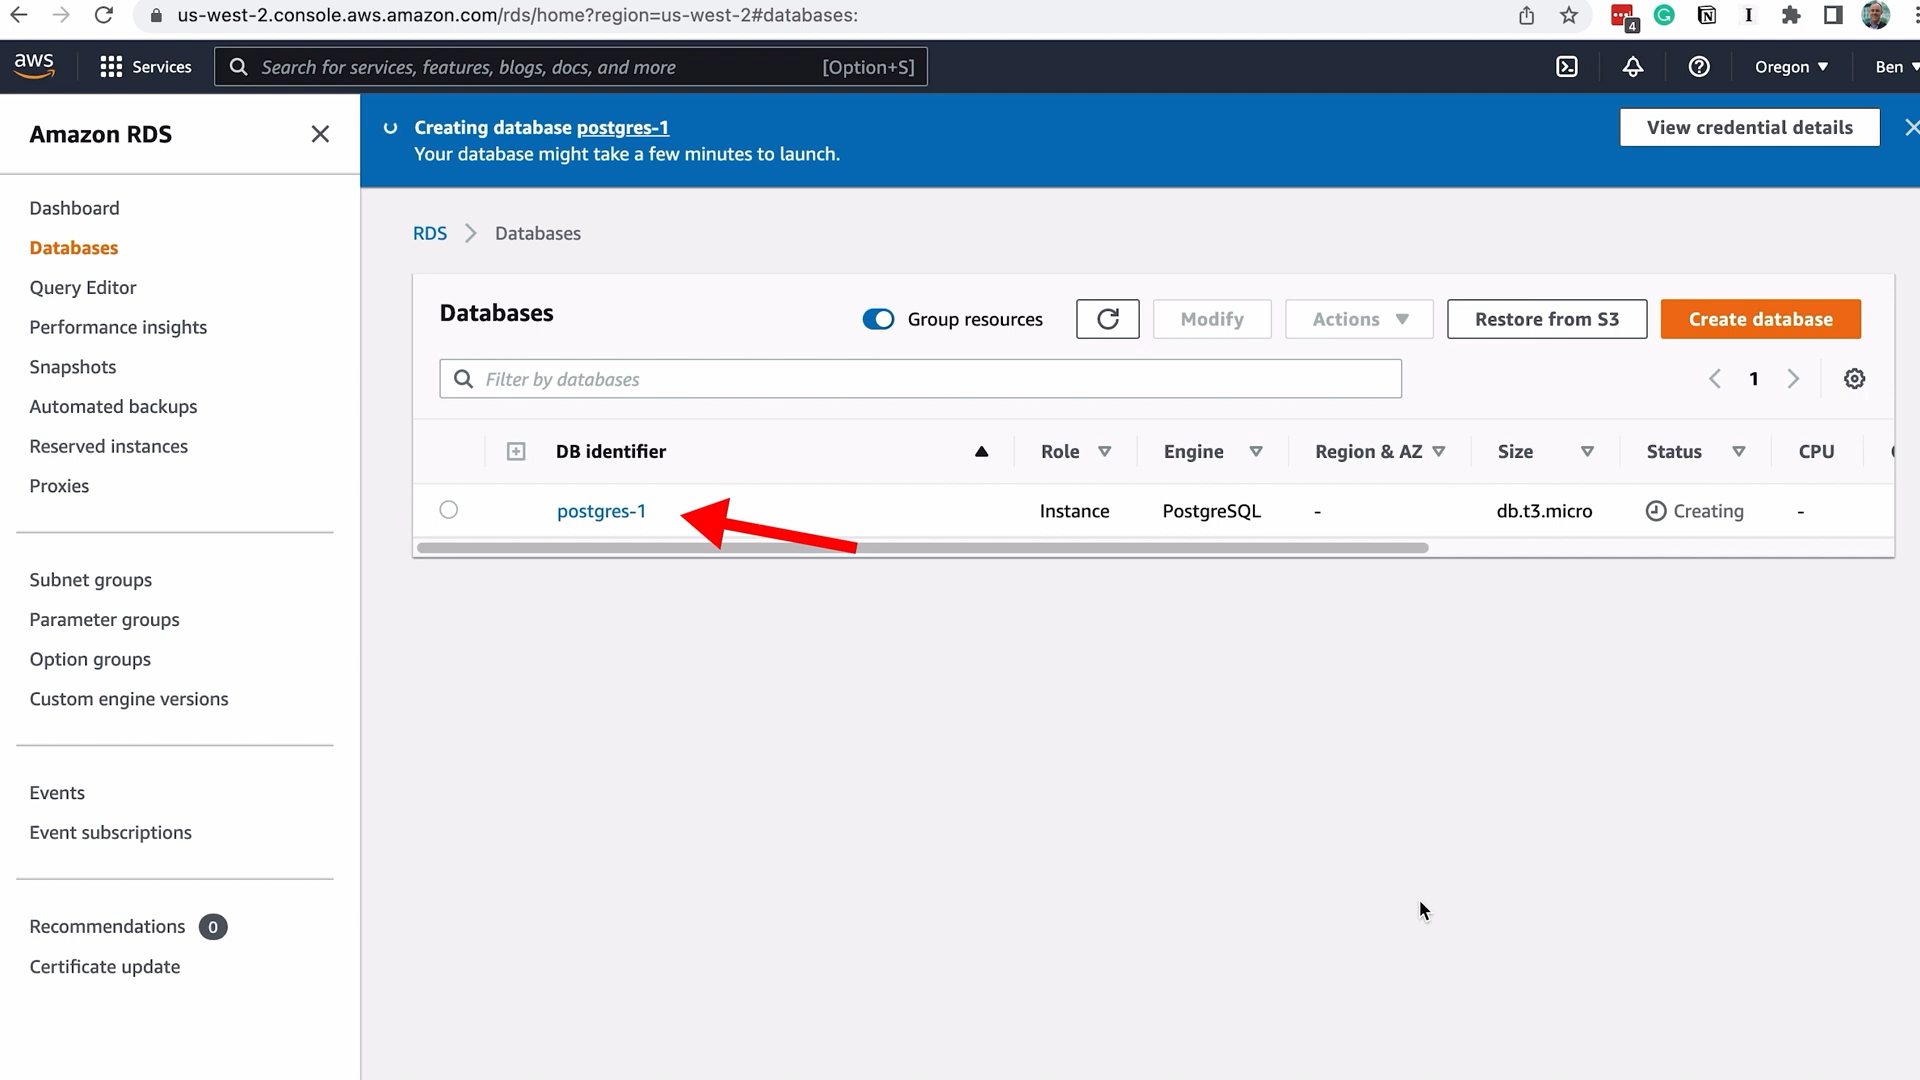 us-west-2.console.aws.amazon.com/rds/home?region=us-west-2#databases:
4
G
N
I
aws
Services
Search for services, features, blogs, docs, and more
[Option+S]
Oregon
Ben
Amazon RDS
Creating database postgres-1
Your database might take a few minutes to launch.
View credential details
Dashboard
Databases
Query Editor
Performance insights
Snapshots
Automated backups
Reserved instances
Proxies
Subnet groups
Parameter groups
Option groups
Custom engine versions
Events
Event subscriptions
Recommendations 0
Certificate update
RDS > Databases
Databases
Group resources
Modify
Actions
Restore from S3
Create database
Filter by databases
1
DB identifier Role Engine Region & AZ Size Status CPU
postgres-1 Instance PostgreSQL - db.t3.micro Creating -